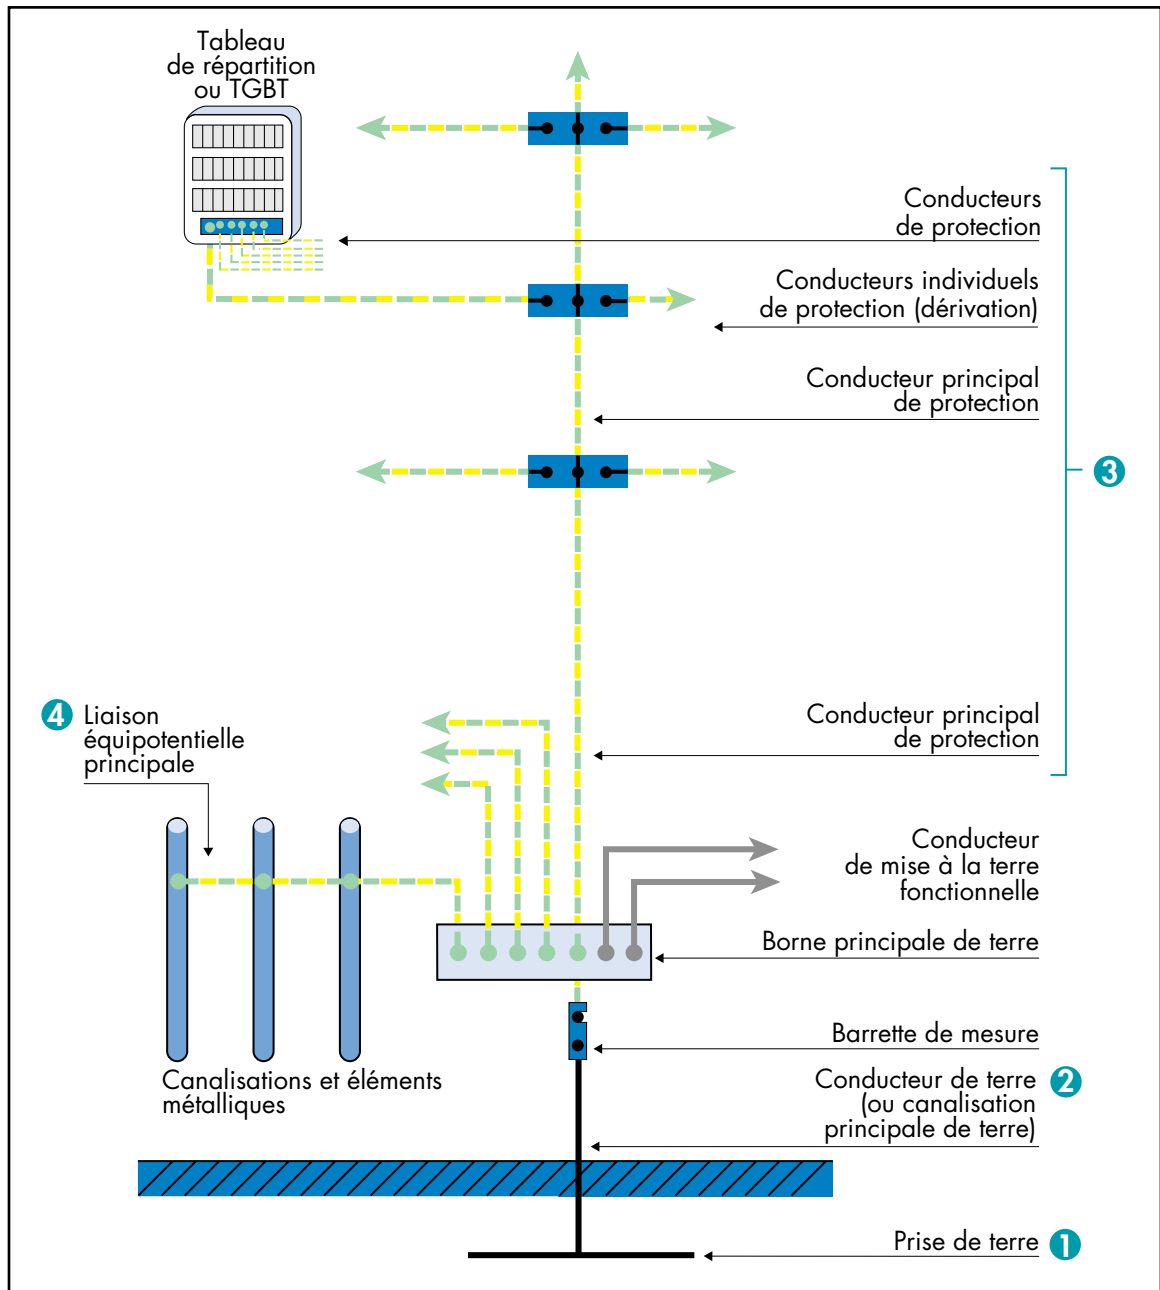 Tableau
de répartition
ou TGBT
Conducteurs
de protection
Conducteurs individuels
de protection (dérivation)
Conducteur principal
de protection
3
4 Liaison
équipotentielle
principale
Conducteur principal
de protection
Conducteur
de mise à la terre
fonctionnelle
Borne principale de terre
Barrette de mesure
Canalisations et éléments
métalliques
Conducteur de terre 2
(ou canalisation
principale de terre)
Prise de terre 1